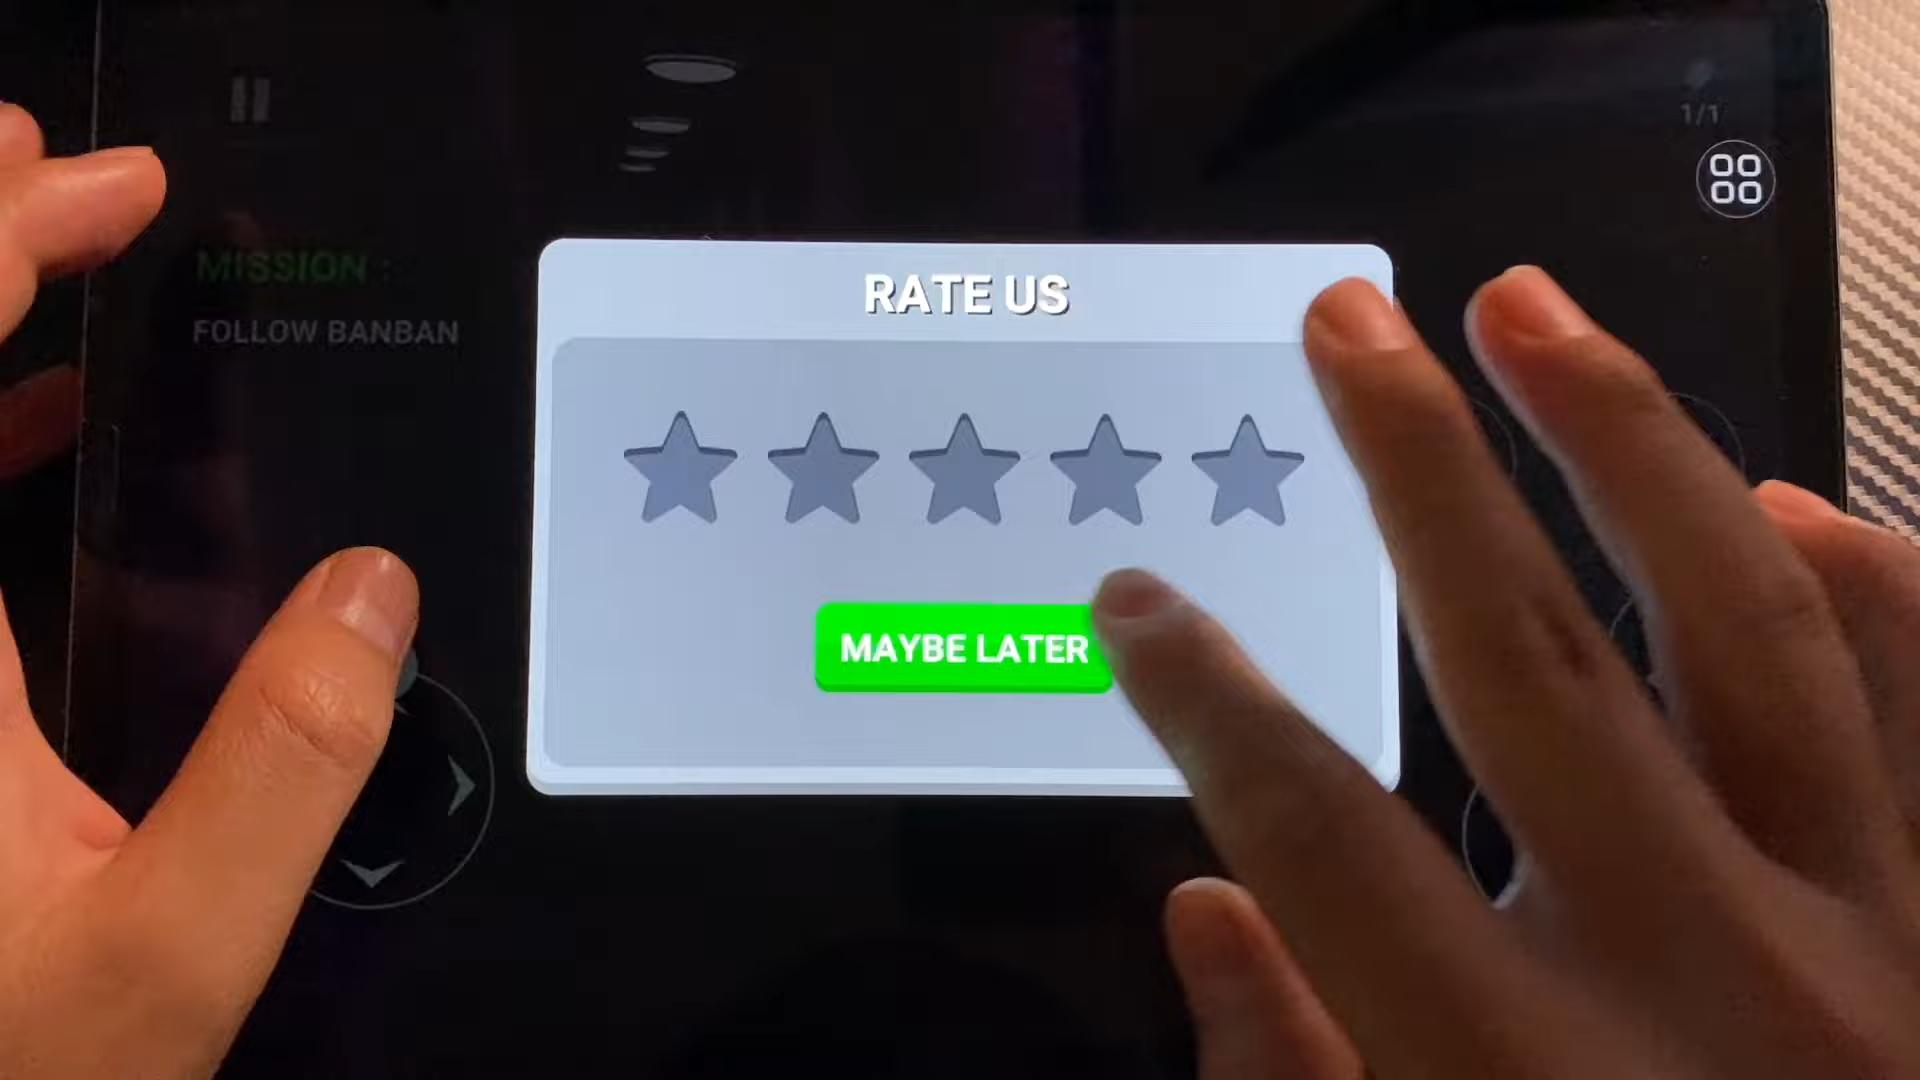 1/1
MISSION :
FOLLOW BANBAN
RATE US
MAYBE LATER